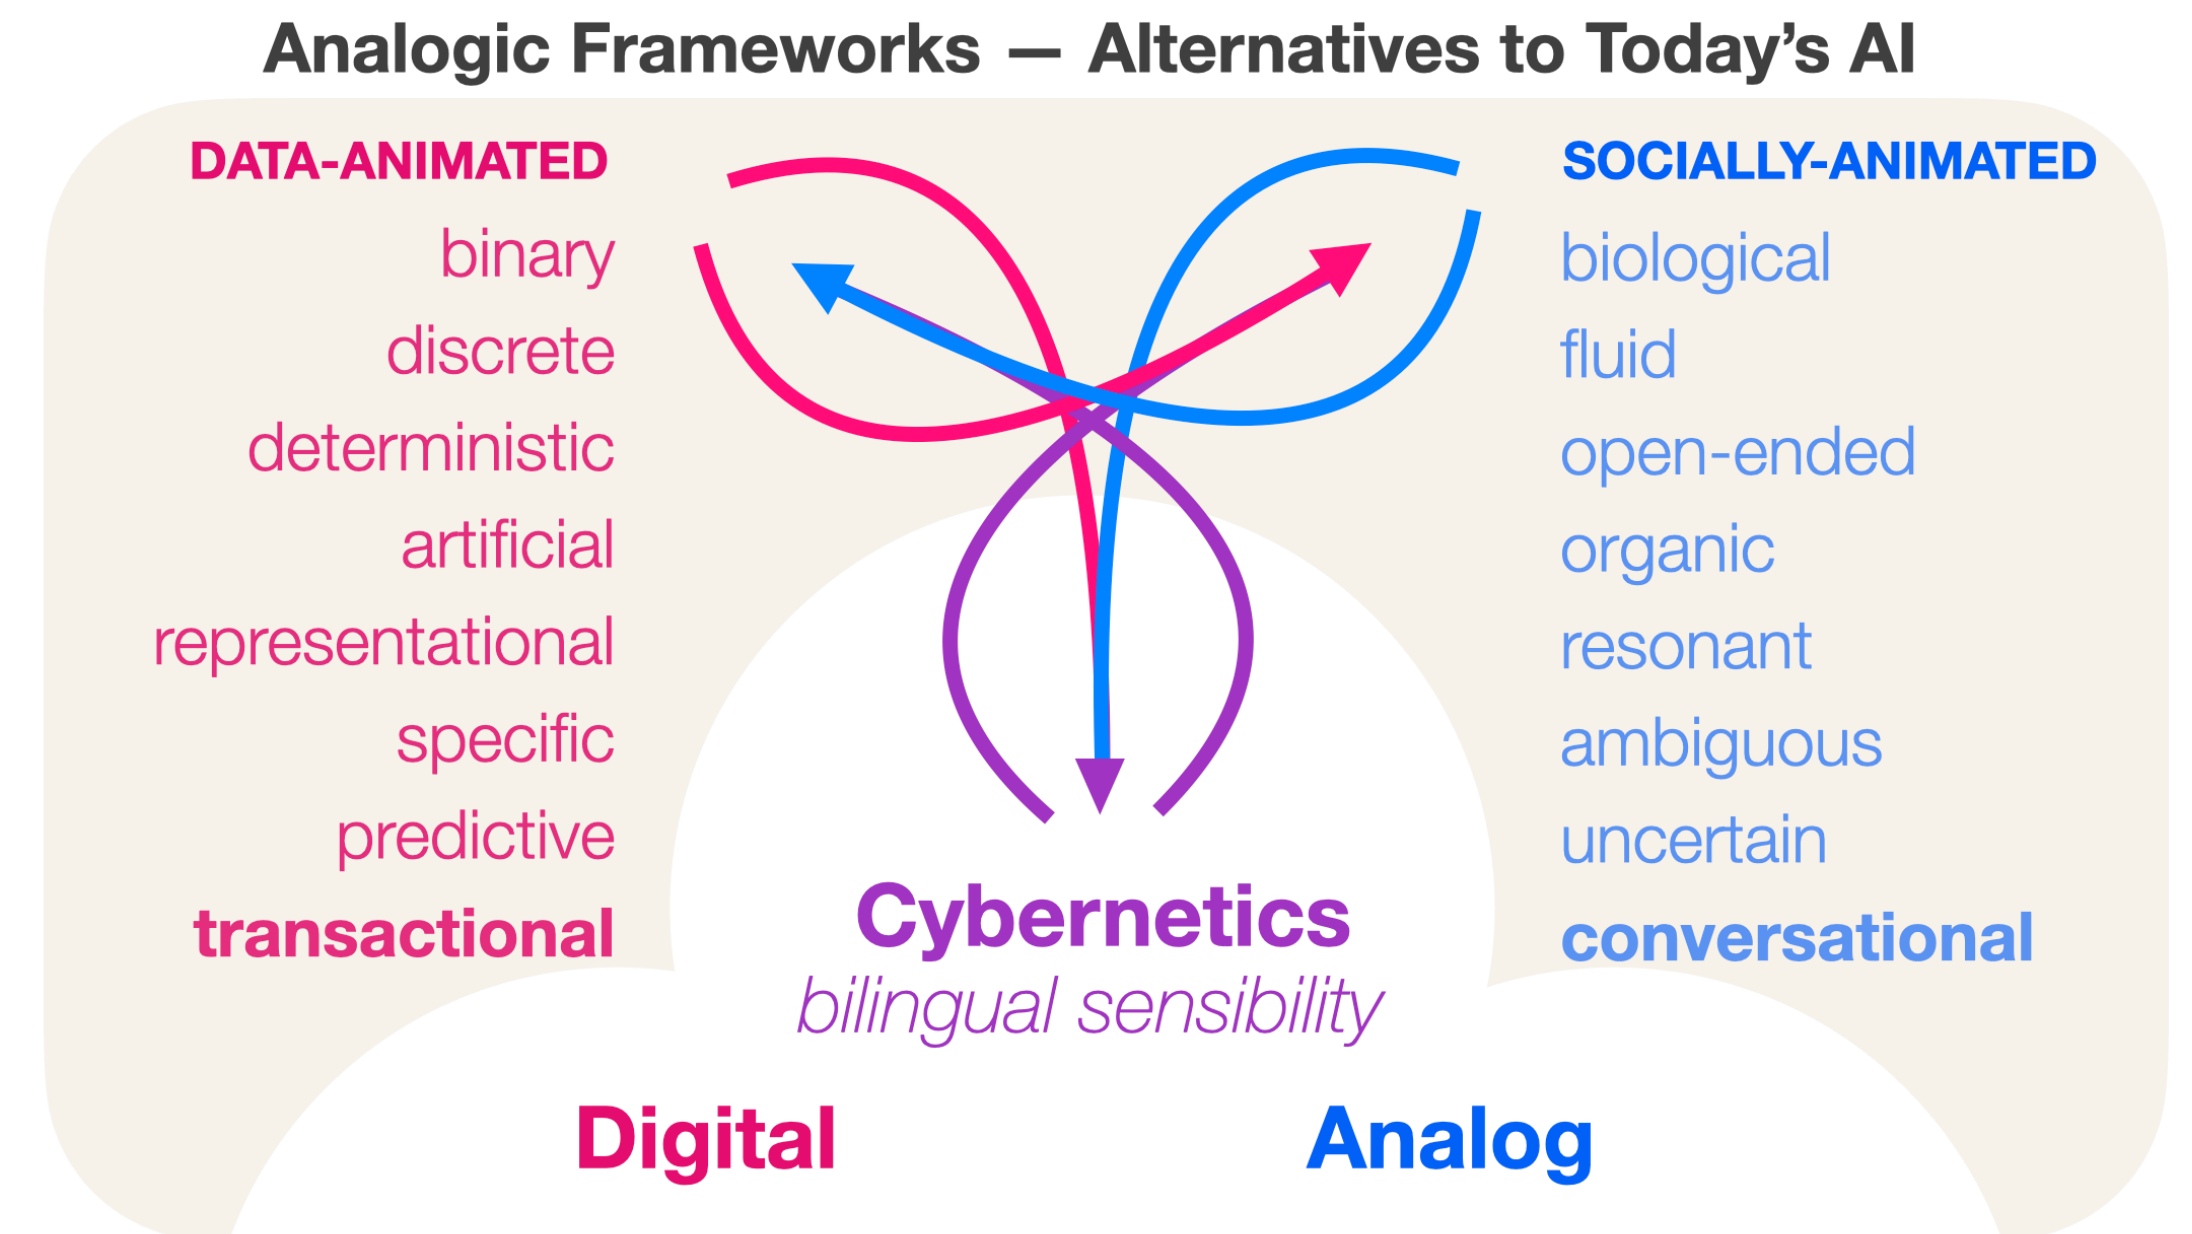 Analogic Frameworks — Alternatives to Today’s AI
DATA-ANIMATED
binary
discrete
deterministic
artificial
representational
specific
predictive
transactional
SOCIALLY-ANIMATED
biological
fluid
open-ended
organic
resonant
ambiguous
uncertain
conversational
Cybernetics
bilingual sensibility
Digital
Analog